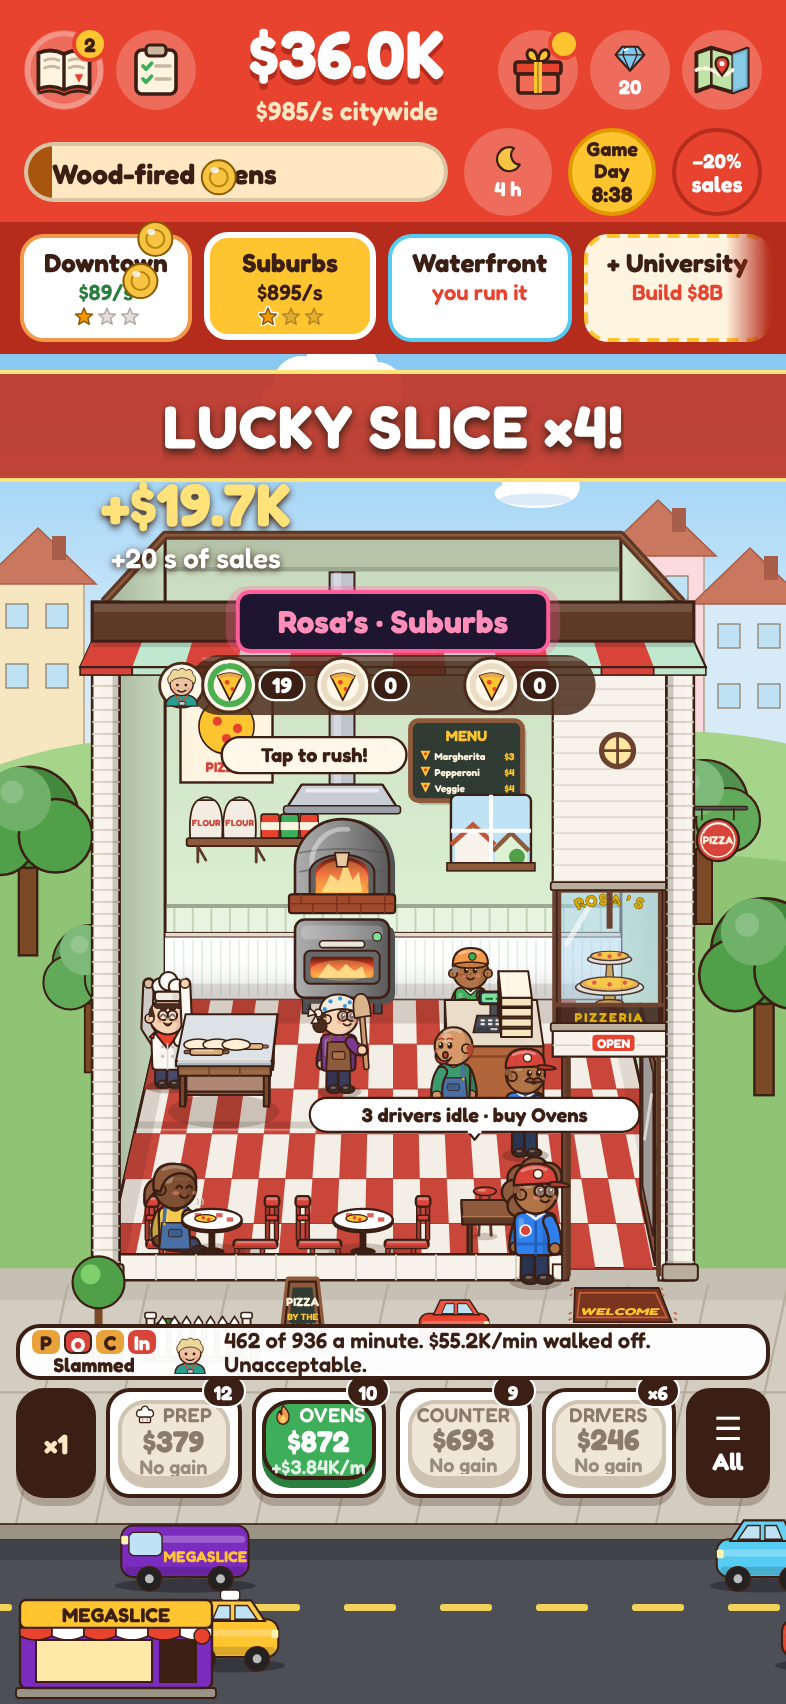 2
$36.0K
$985/s citywide
20
Wood-fired
4 h
Game
Day
8:38
-20%
sales
Downtown
$89/s
Suburbs
$895/s
Waterfront
you run it
+ University
Build $8B
LUCKY SLICE x4!
+$19.7K
+20 s of sales
Rosa's · Suburbs
19
0
0
Tap to rush!
MENU
Margherita $3
Pepperoni $4
Veggie $4
FLOUR FLOUR
PIZZA
ROSA'S
PIZZERIA
OPEN
3 drivers idle · buy Ovens
PIZZA
BY THE
WELCOME
P O C In
Slammed
462 of 936 a minute. $55.2K/min walked off.
Unacceptable.
x1
12
PREP
$379
No gain
10
OVENS
$872
+$3.84K/m
9
COUNTER
$693
No gain
x6
DRIVERS
$246
No gain
All
MEGASLICE
MEGASLICE